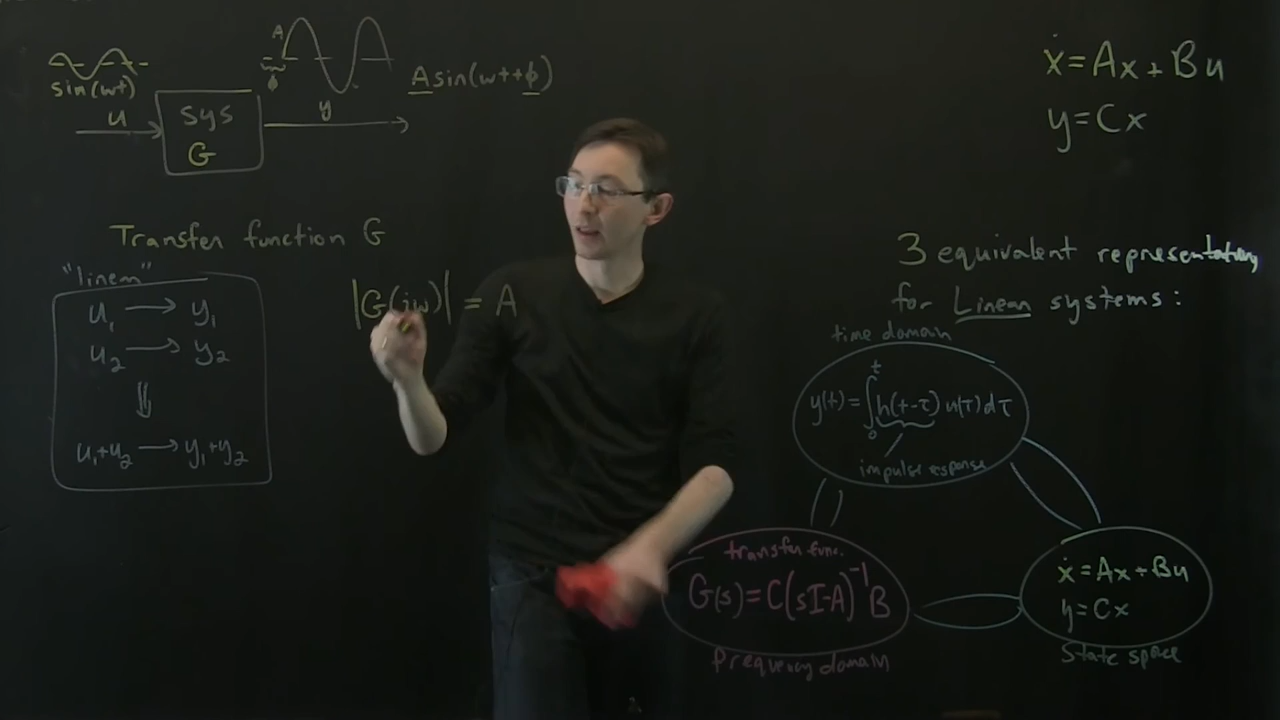 sin(ωt)
u
sys
G
A
φ
y
A sin(ωt+φ)
ẋ=Ax+Bu
y=Cx
Transfer function G
"linear"
u₁ → y₁
u₂ → y₂
⇓
u₁+u₂ → y₁+y₂
|G(jω)| = A
3 equivalent representations
for Linear systems:
time domain
y(t)=∫₀ᵗ h(t-τ) u(τ) dτ
impulse response
transfer func.
G(s)=C(sI-A)⁻¹B
frequency domain
ẋ=Ax+Bu
y=Cx
State space